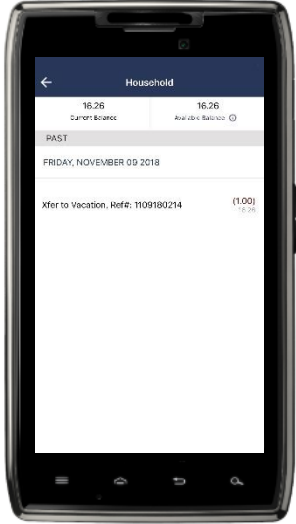 Household
16.26
Current Balance
16.26
Available Balance
PAST
FRIDAY, NOVEMBER 09 2018
Xfer to Vacation, Ref#: 1109180214
(1.00)
16.26